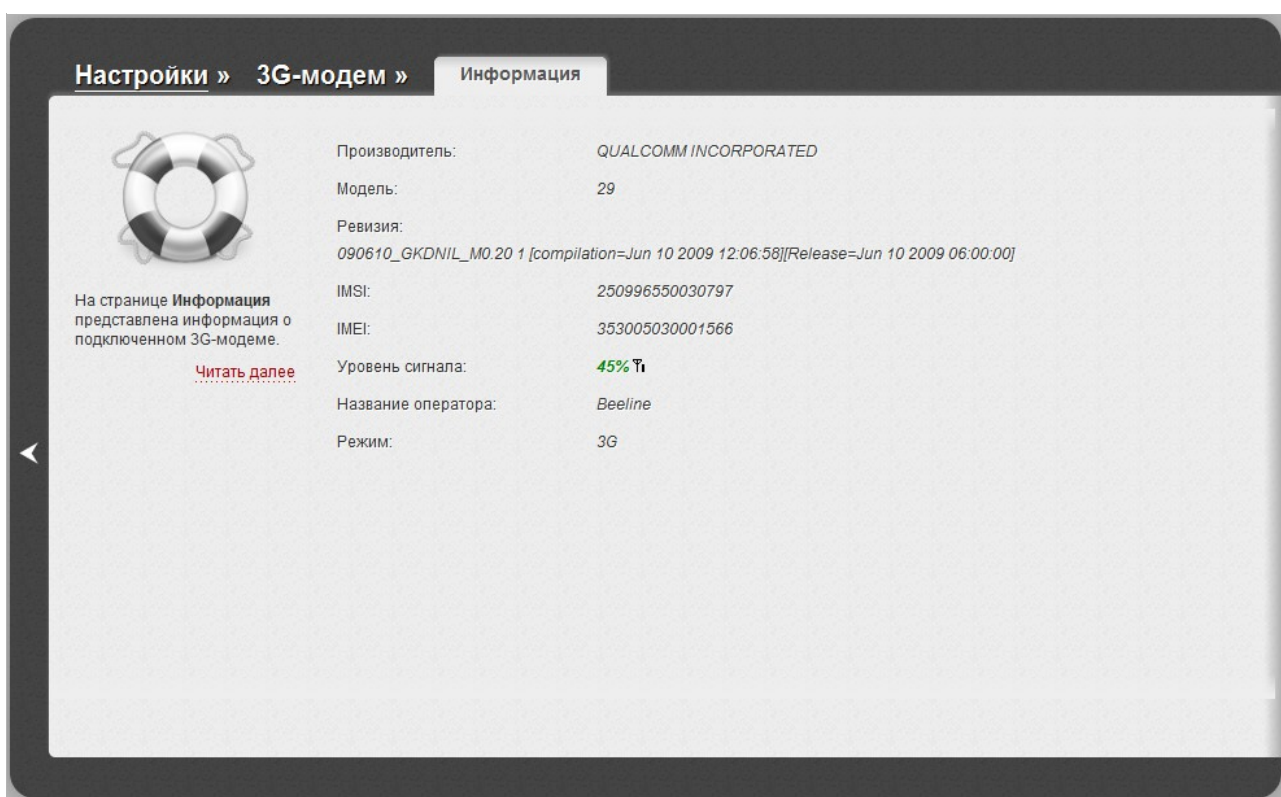 Настройки » 3G-модем » Информация
На странице Информация
представлена информация о
подключенном 3G-модеме.
Читать далее
Производитель: QUALCOMM INCORPORATED
Модель: 29
Ревизия:
090610_GKDNIL_M0.20 1 [compilation=Jun 10 2009 12:06:58][Release=Jun 10 2009 06:00:00]
IMSI: 250996550030797
IMEI: 353005030001566
Уровень сигнала: 45%
Название оператора: Beeline
Режим: 3G